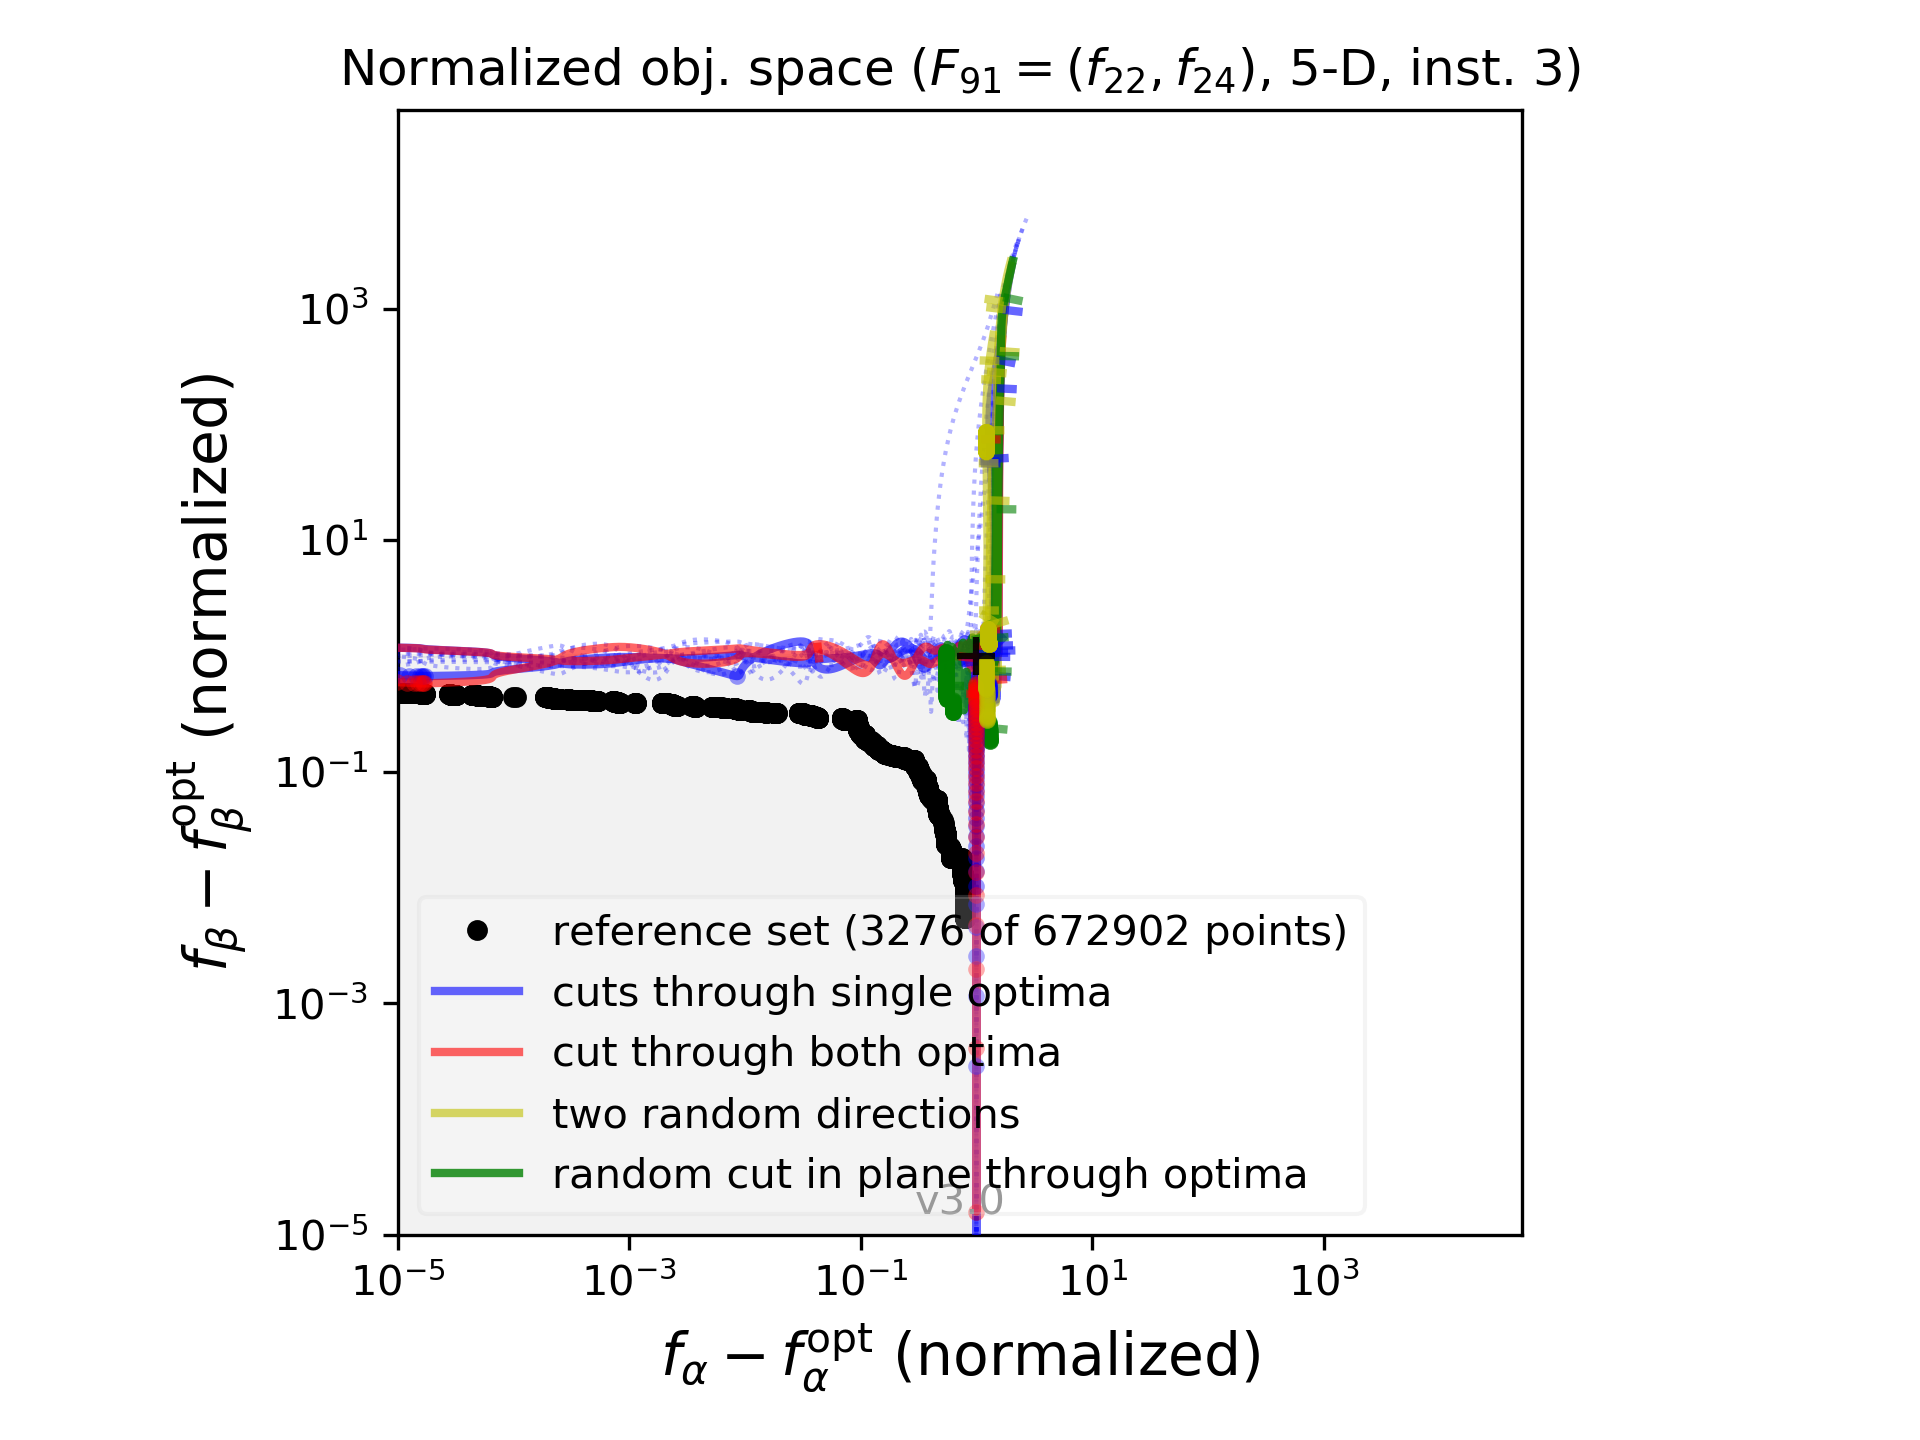 Normalized obj. space (F₉₁ = (f₂₂, f₂₄), 5-D, inst. 3)
f_β − f_β^opt (normalized)
10³
10¹
10⁻¹
10⁻³
10⁻⁵
reference set (3276 of 672902 points)
cuts through single optima
cut through both optima
two random directions
random cut in plane through optima
v3.0
10⁻⁵ 10⁻³ 10⁻¹ 10¹ 10³
f_α − f_α^opt (normalized)